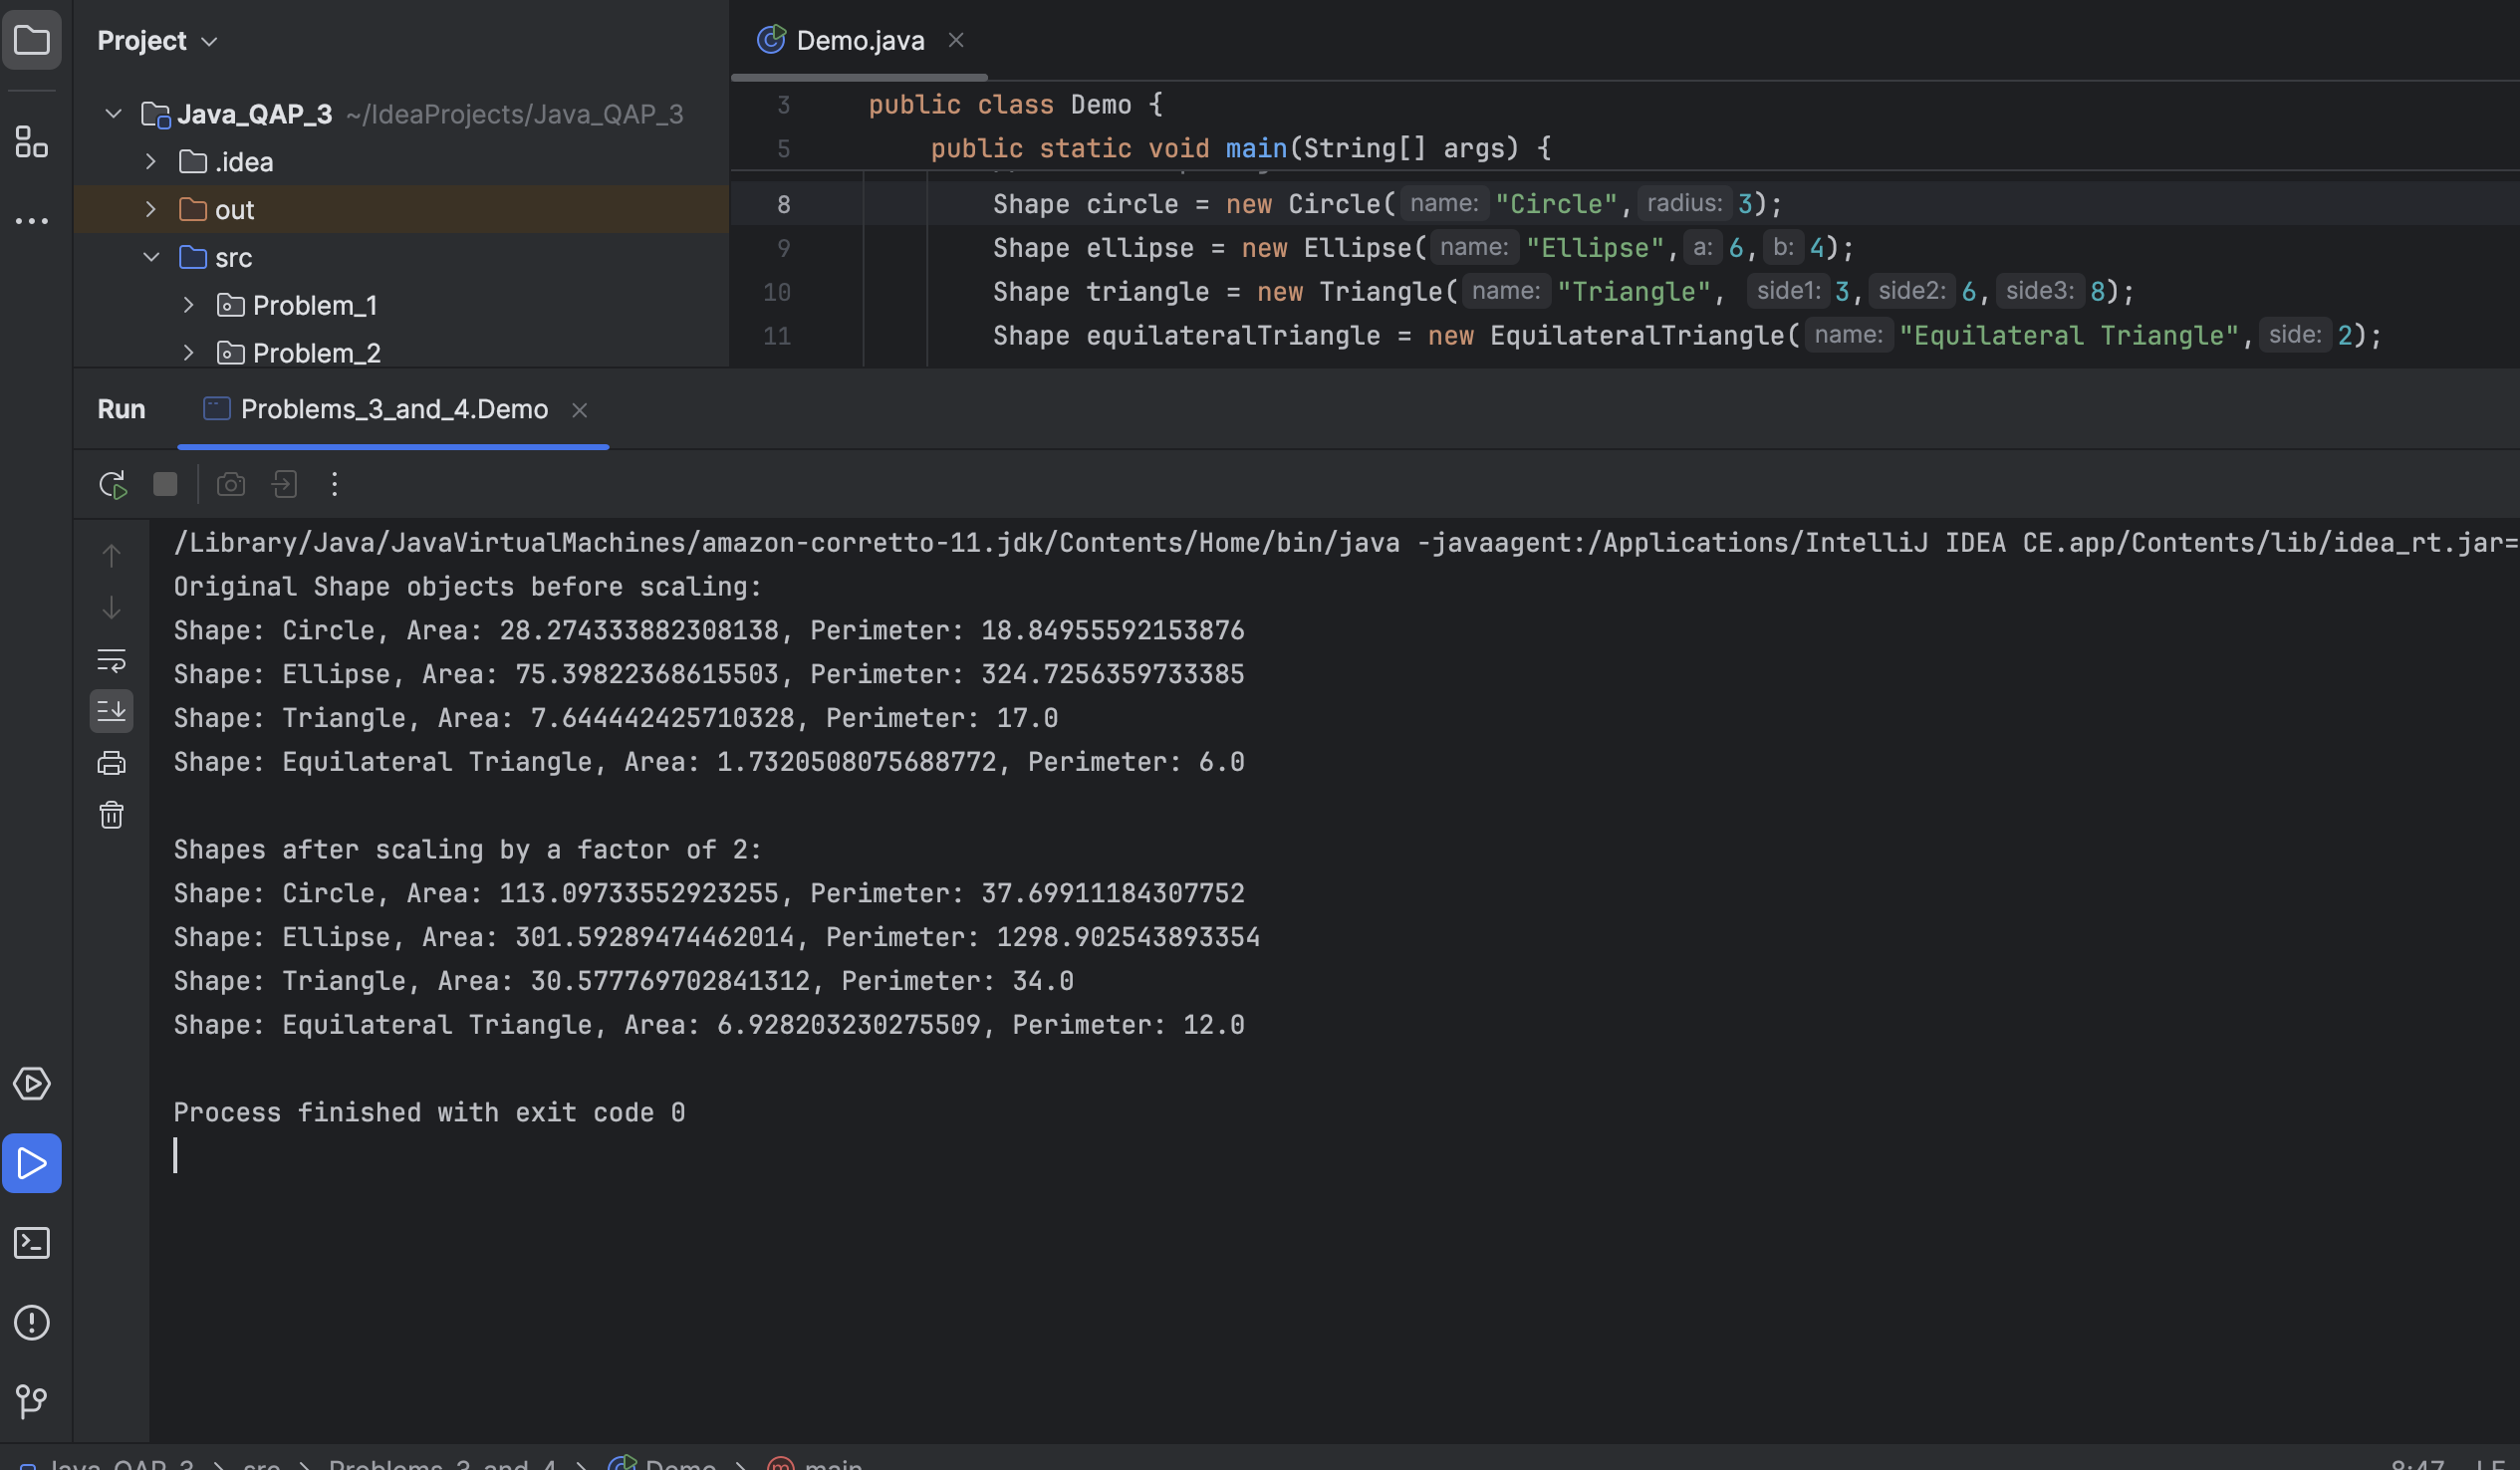 Project
Java_QAP_3 ~/IdeaProjects/Java_QAP_3
.idea
out
src
Problem_1
Problem_2
Demo.java
3 public class Demo {
5 public static void main(String[] args) {
8 Shape circle = new Circle( name: "Circle", radius: 3);
9 Shape ellipse = new Ellipse( name: "Ellipse", a: 6, b: 4);
10 Shape triangle = new Triangle( name: "Triangle", side1: 3, side2: 6, side3: 8);
11 Shape equilateralTriangle = new EquilateralTriangle( name: "Equilateral Triangle", side: 2);
Run Problems_3_and_4.Demo
/Library/Java/JavaVirtualMachines/amazon-corretto-11.jdk/Contents/Home/bin/java -javaagent:/Applications/IntelliJ IDEA CE.app/Contents/lib/idea_rt.jar=
Original Shape objects before scaling:
Shape: Circle, Area: 28.274333882308138, Perimeter: 18.84955592153876
Shape: Ellipse, Area: 75.39822368615503, Perimeter: 324.7256359733385
Shape: Triangle, Area: 7.644442425710328, Perimeter: 17.0
Shape: Equilateral Triangle, Area: 1.7320508075688772, Perimeter: 6.0
Shapes after scaling by a factor of 2:
Shape: Circle, Area: 113.09733552923255, Perimeter: 37.69911184307752
Shape: Ellipse, Area: 301.59289474462014, Perimeter: 1298.902543893354
Shape: Triangle, Area: 30.577769702841312, Perimeter: 34.0
Shape: Equilateral Triangle, Area: 6.928203230275509, Perimeter: 12.0
Process finished with exit code 0
Java_QAP_3 > src > Problems_3_and_4 > Demo > main
8:47 LF